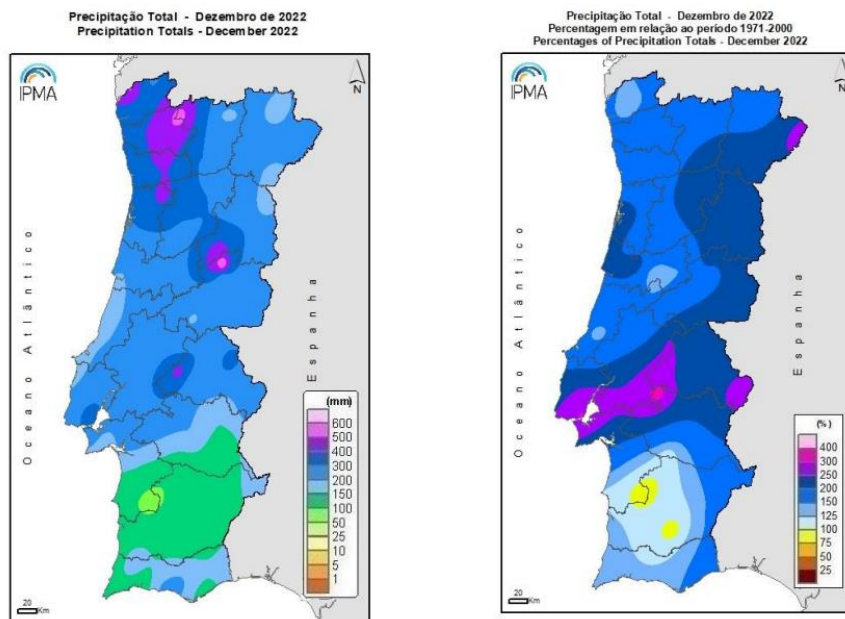 Precipitação Total - Dezembro de 2022
Precipitation Totals - December 2022
IPMA
N
Oceano Atlântico
Espanha
(mm)
600
500
400
300
200
150
100
50
25
10
5
1
20
Km
Precipitação Total - Dezembro de 2022
Percentagem em relação ao período 1971-2000
Percentages of Precipitation Totals - December 2022
IPMA
N
Oceano Atlântico
Espanha
(%)
400
300
250
200
150
125
100
75
50
25
20
Km